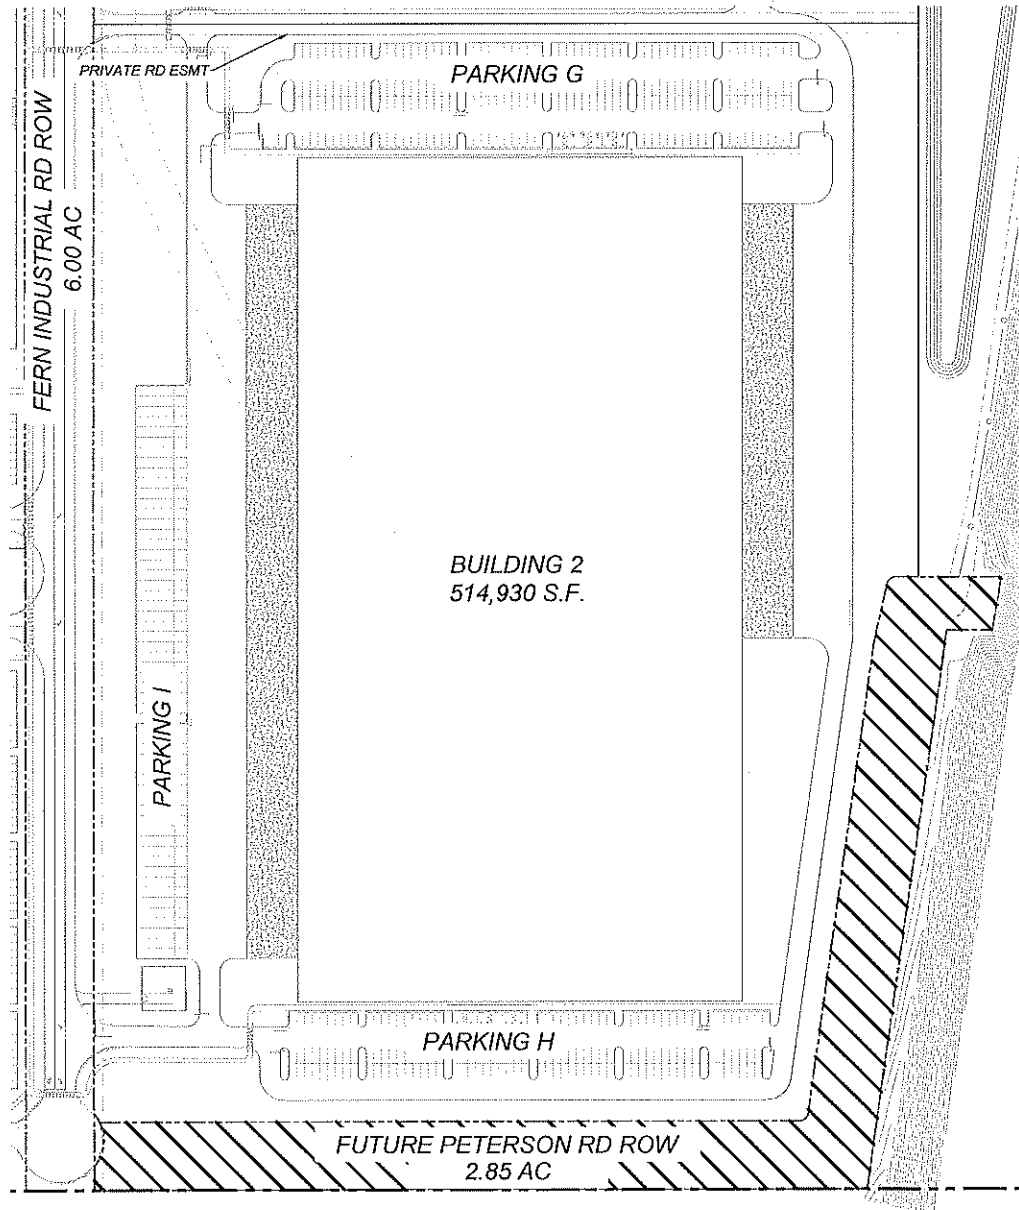 PRIVATE RD ESMT
PARKING G
FERN INDUSTRIAL RD ROW
6.00 AC
BUILDING 2
514,930 S.F.
PARKING I
PARKING H
FUTURE PETERSON RD ROW
2.85 AC